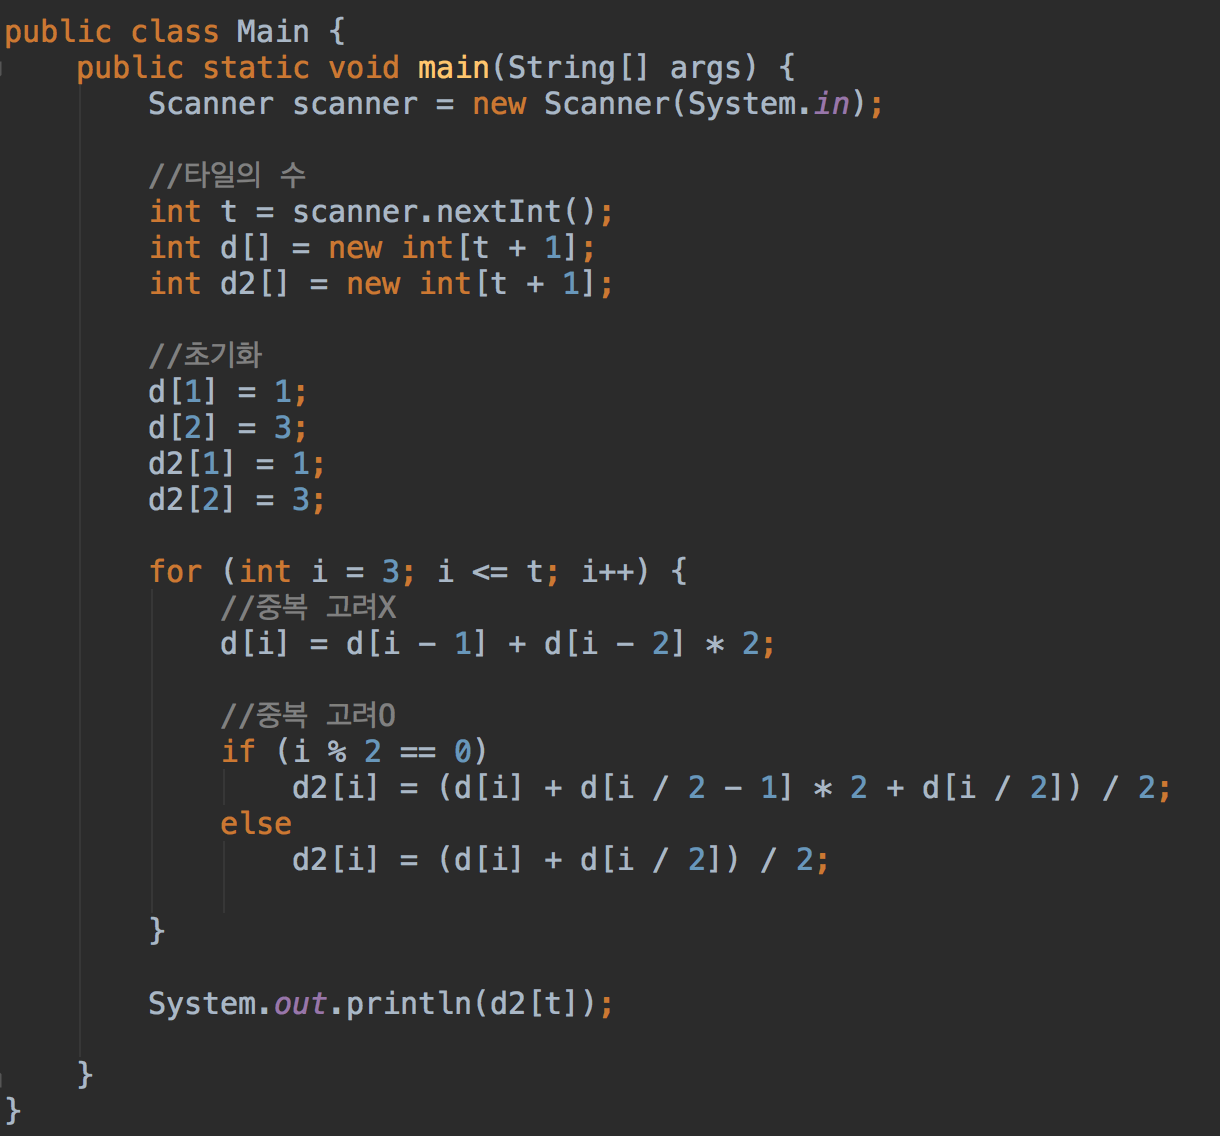 public class Main {
    public static void main(String[] args) {
        Scanner scanner = new Scanner(System.in);
        //타일의 수
        int t = scanner.nextInt();
        int d[] = new int[t + 1];
        int d2[] = new int[t + 1];
        //초기화
        d[1] = 1;
        d[2] = 3;
        d2[1] = 1;
        d2[2] = 3;
        for (int i = 3; i <= t; i++) {
            //중복 고려X
            d[i] = d[i - 1] + d[i - 2] * 2;
            //중복 고려O
            if (i % 2 == 0)
                d2[i] = (d[i] + d[i / 2 - 1] * 2 + d[i / 2]) / 2;
            else
                d2[i] = (d[i] + d[i / 2]) / 2;
        }
        System.out.println(d2[t]);
    }
}